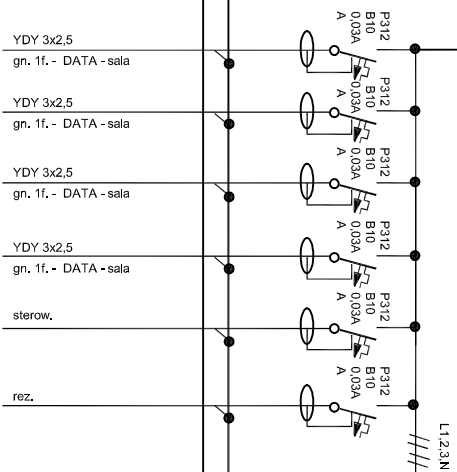 YDY 3x2,5
gn. 1f. - DATA - sala
P312
B10
0,03A
A
YDY 3x2,5
gn. 1f. - DATA - sala
P312
B10
0,03A
A
YDY 3x2,5
gn. 1f. - DATA - sala
P312
B10
0,03A
A
YDY 3x2,5
gn. 1f. - DATA - sala
P312
B10
0,03A
A
sterow.
P312
B10
0,03A
A
rez.
P312
B10
0,03A
A
L1,2,3,N